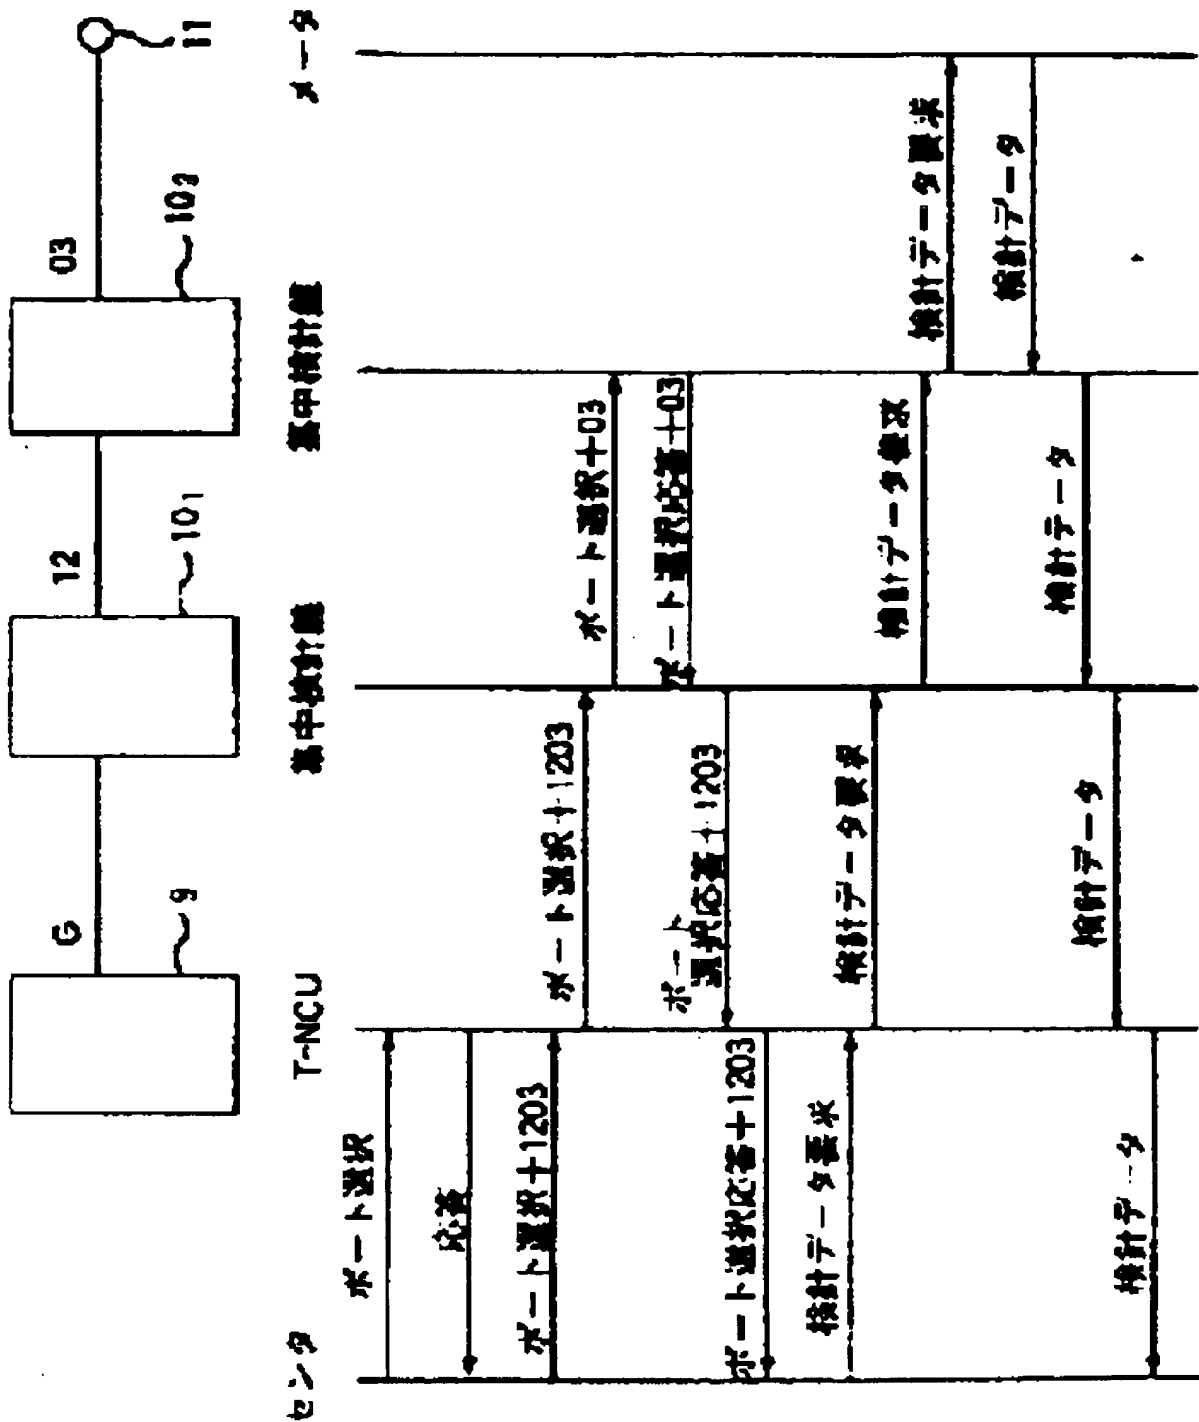 G
12
03
9
10₁
10₂
11
センタ
T-NCU
集中検針盤
集中検針盤
メータ
ポート選択
応答
ポート選択+1203
ポート選択+1203
ポート選択+03
ポート選択応答+03
ポート
選択応答+1203
ポート選択応答+1203
検針データ要求
検針データ要求
検針データ要求
検針データ要求
検針データ
検針データ
検針データ
検針データ